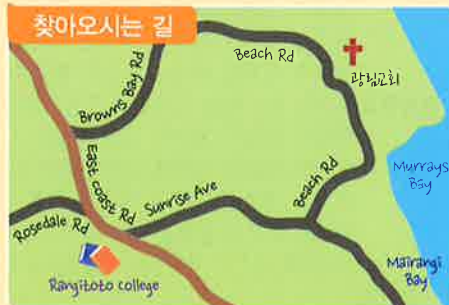 찾아오시는 길
Beach Rd
광림교회
Browns Bay Rd
East coast Rd
Sunrise Ave
Beach Rd
Murrays
Bay
Rosedale Rd
Rangitoto college
Mairangi
Bay